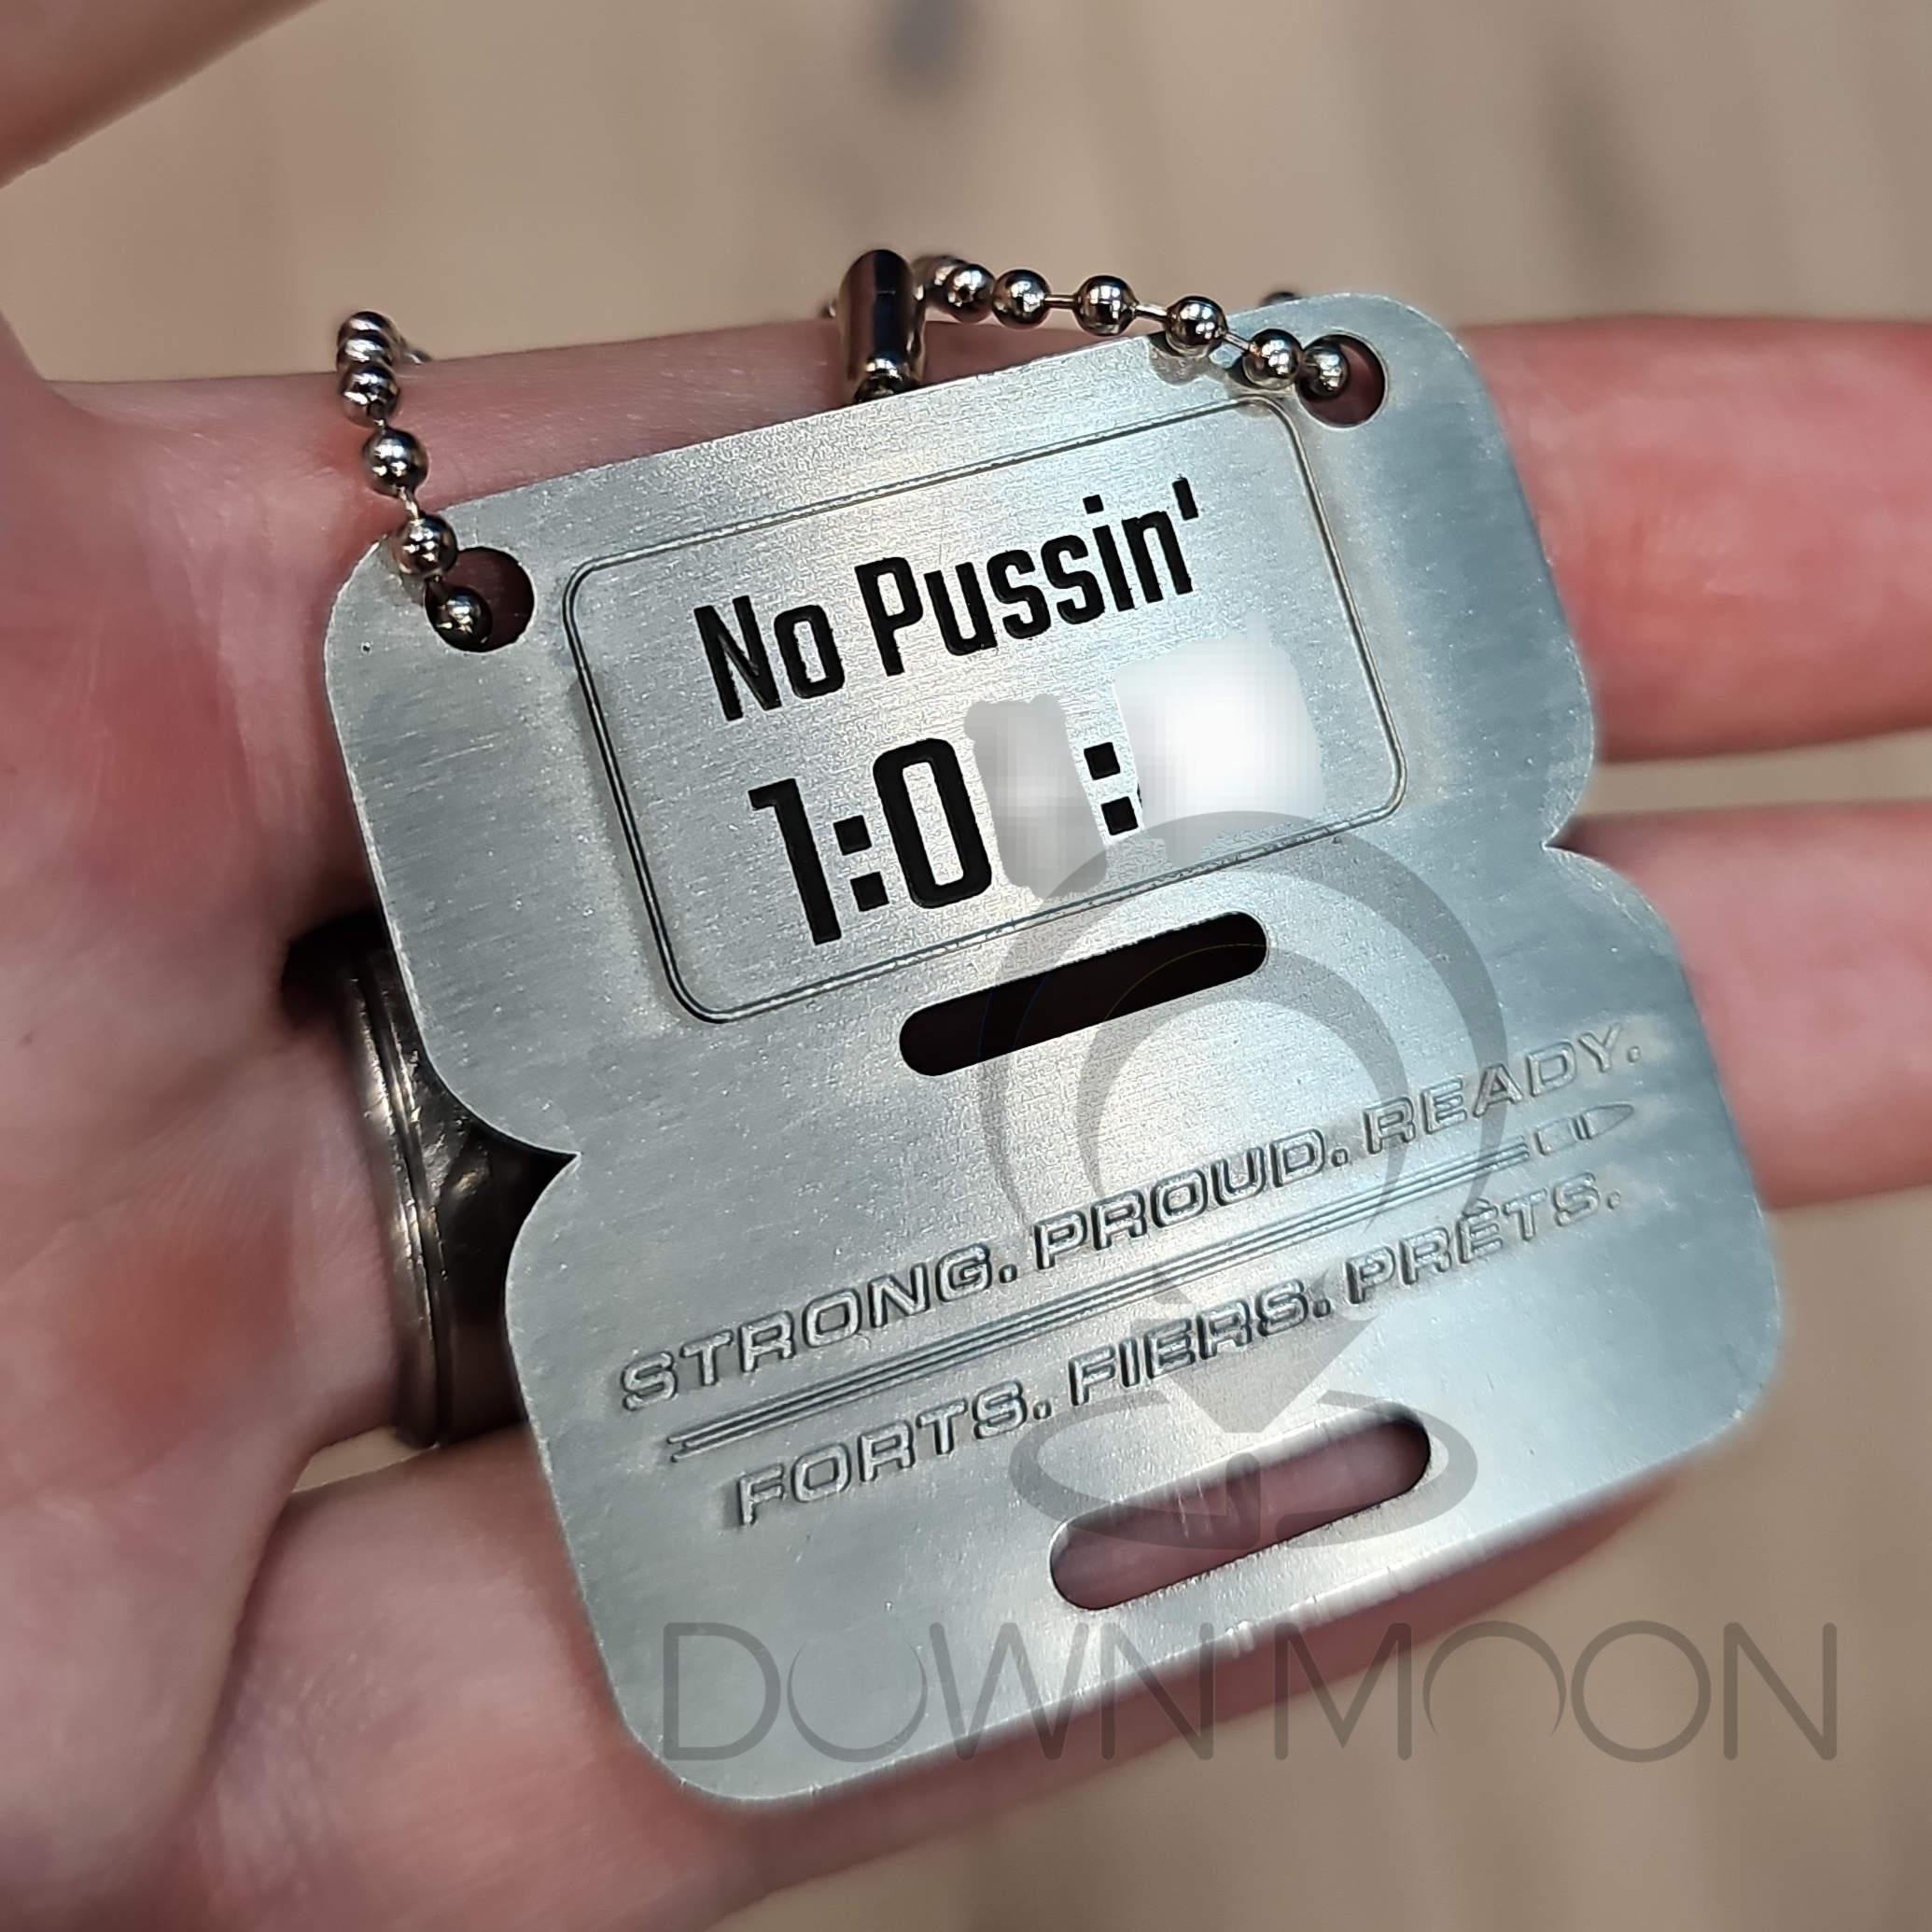 No Pussin'
1:0 :
STRONG. PROUD. READY.
FORTS. FIERS. PRÊTS.
DOWN MOON